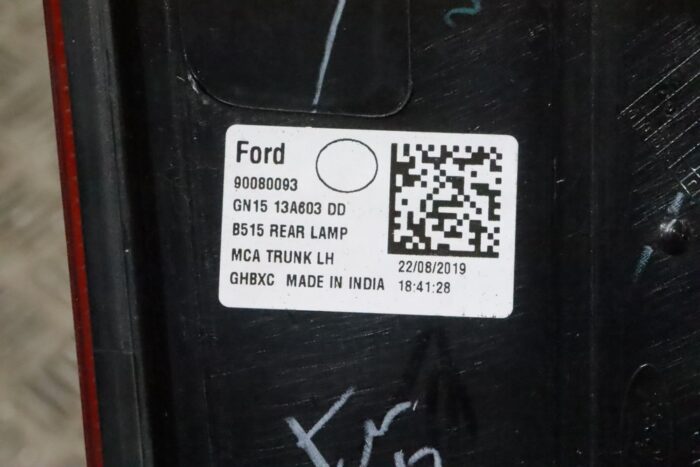 Ford
90080093
GN15 13A603 DD
B515 REAR LAMP
MCA TRUNK LH
GHBXC MADE IN INDIA
22/08/2019
18:41:28